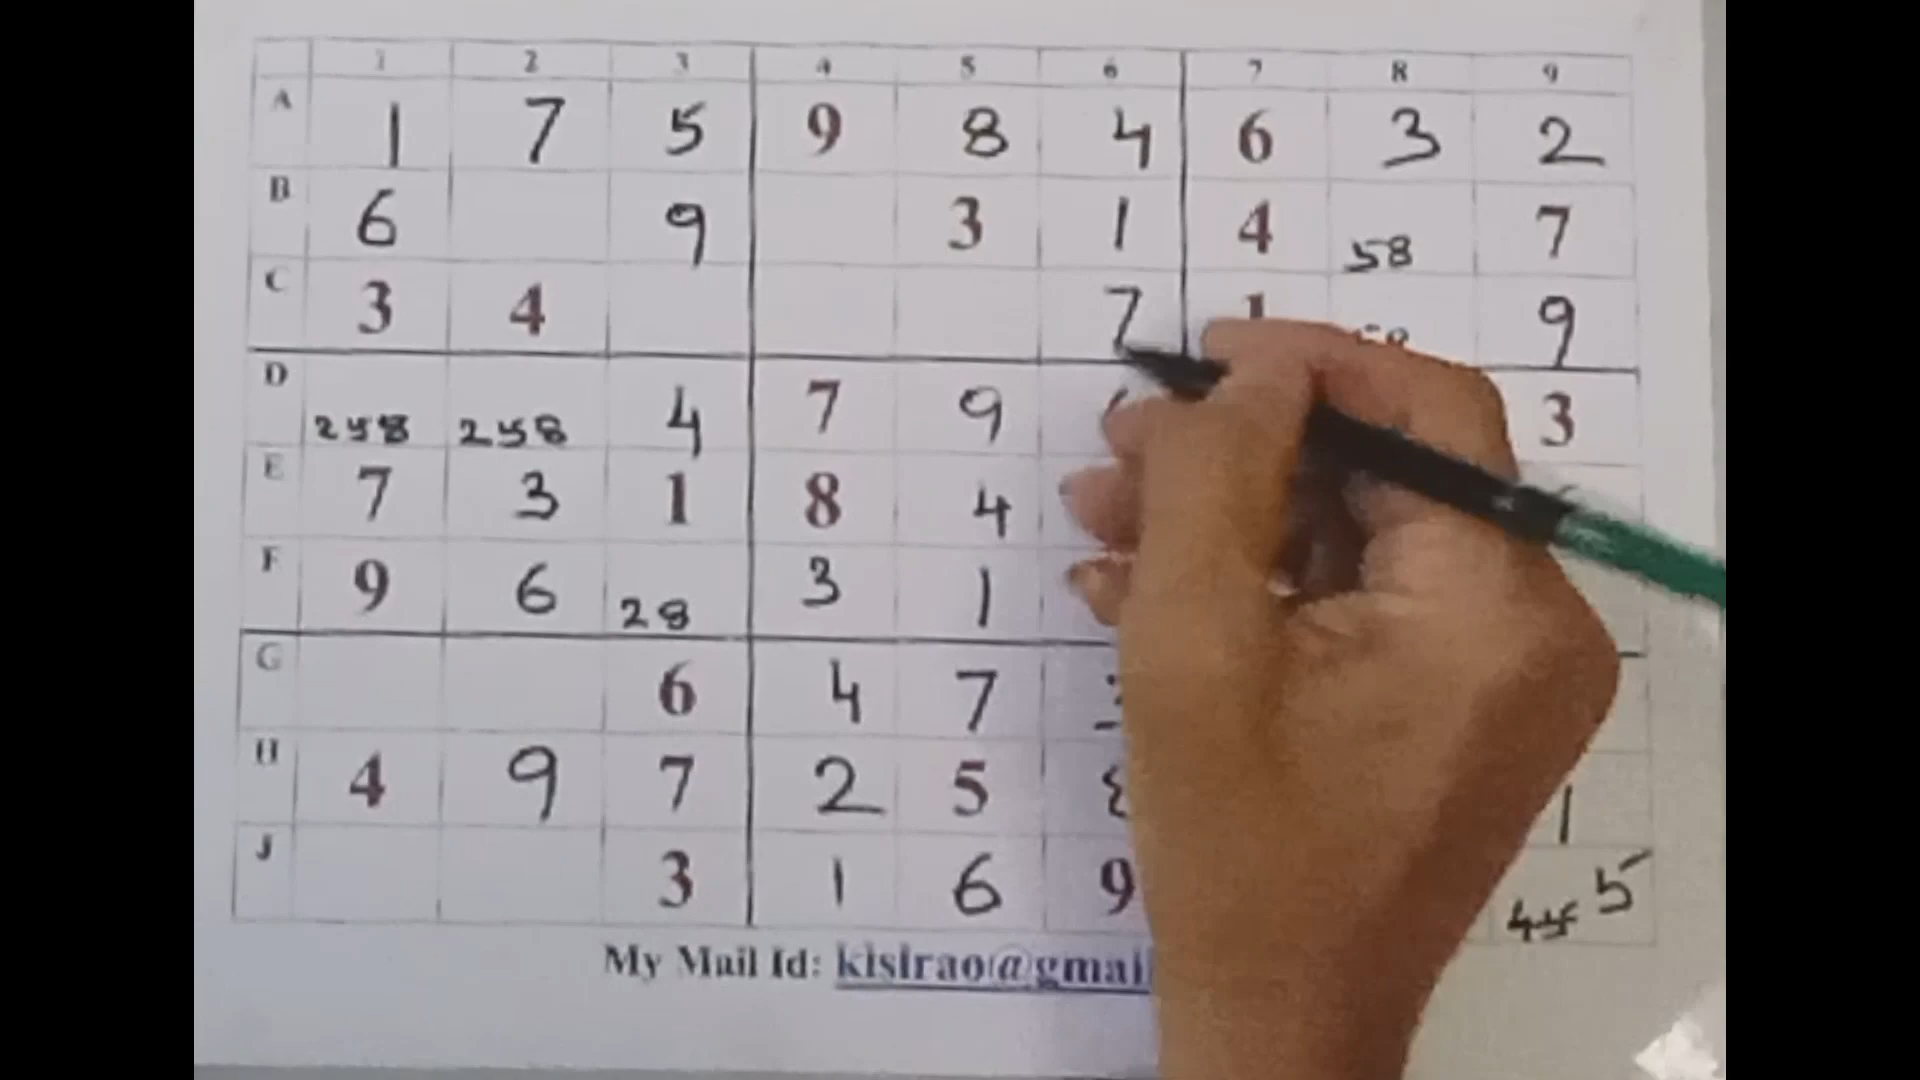 1 2 3 4 5 6 7 8 9
A 1 7 5 9 8 4 6 3 2
B 6 9 3 1 4 58 7
C 3 4 7 1 9
D 258 258 4 7 9 3
E 7 3 1 8 4
F 9 6 28 3 1
G 6 4 7
H 4 9 7 2 5 1
J 3 1 6 9 45 5
My Mail Id: kisirao@gmai